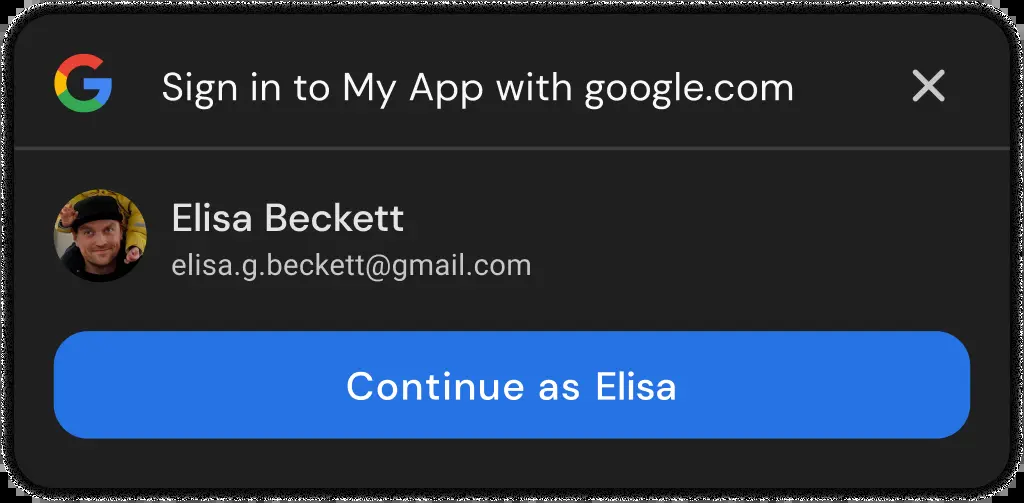 Sign in to My App with google.com
Elisa Beckett
elisa.g.beckett@gmail.com
Continue as Elisa